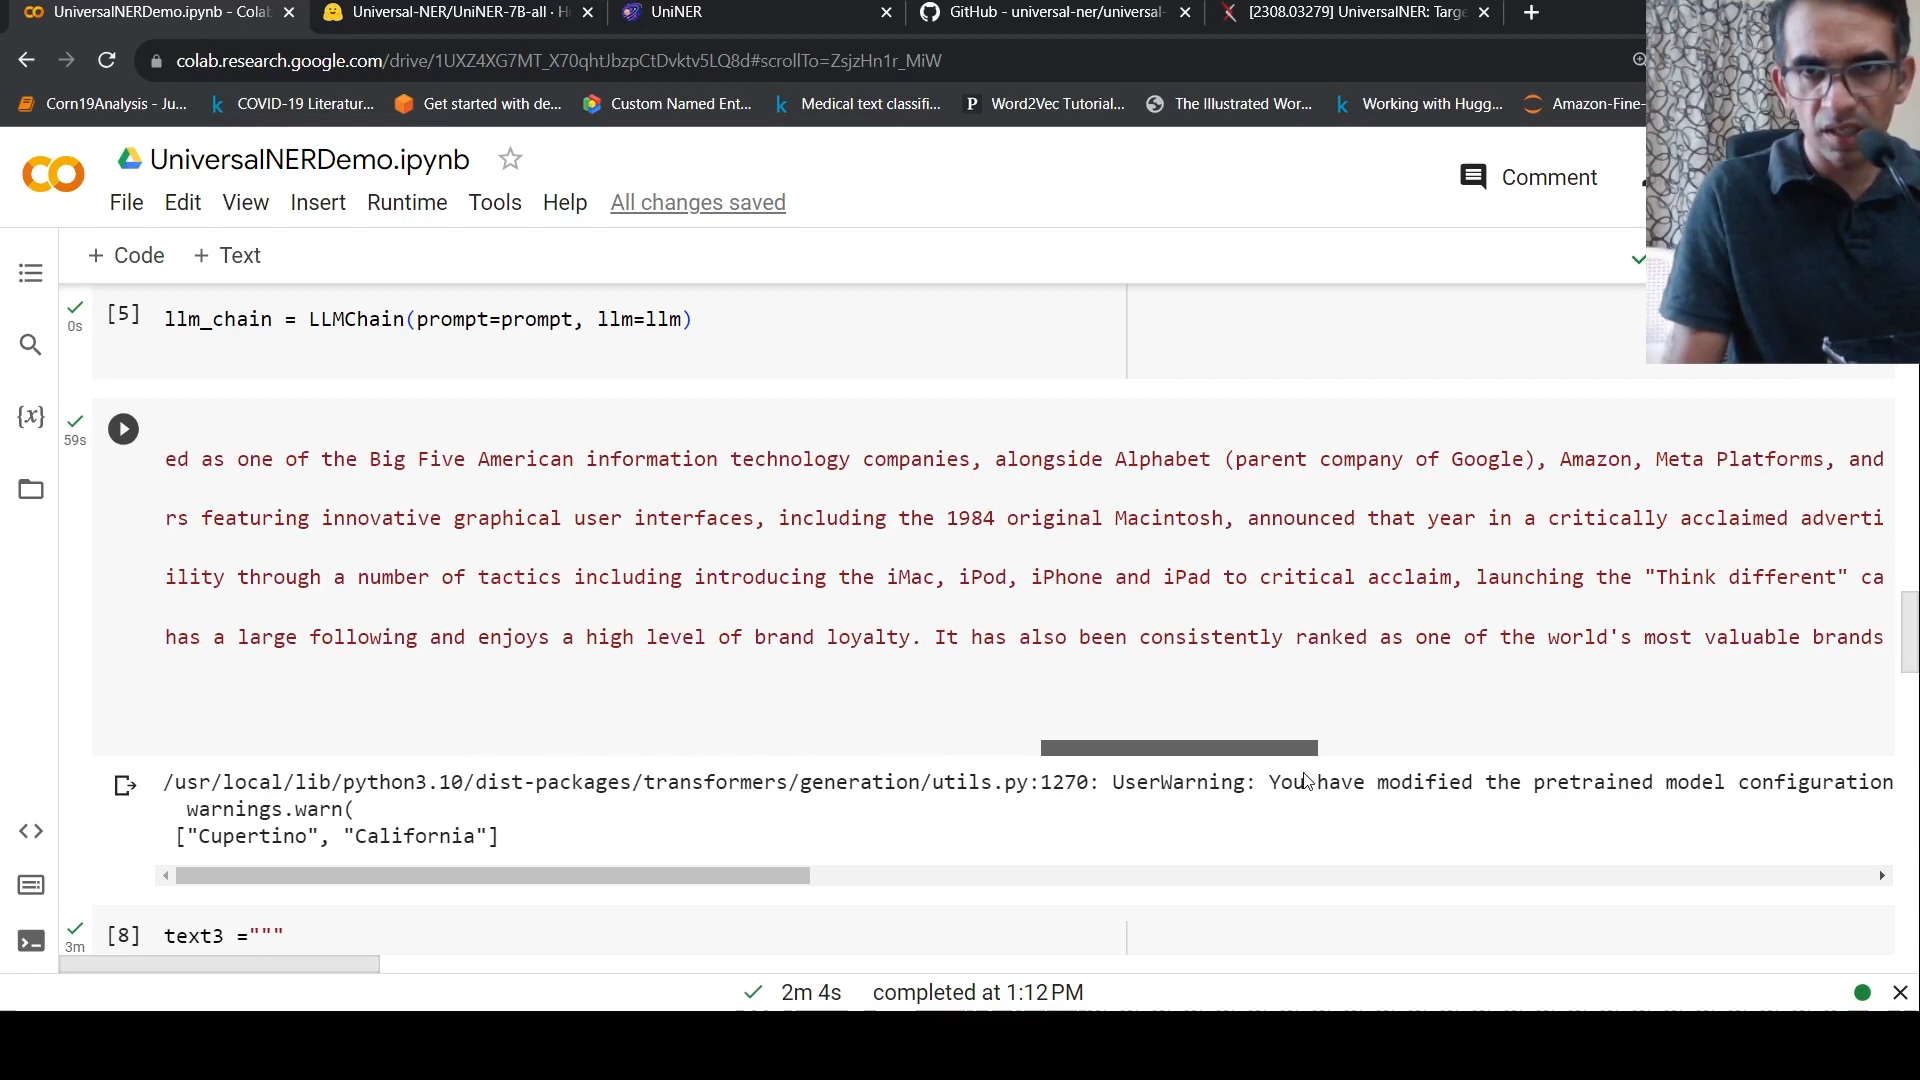 UniversalNERDemo.ipynb - Colab
Universal-NER/UniNER-7B-all · H
UniNER
GitHub - universal-ner/universal-
[2308.03279] UniversalNER: Targe
colab.research.google.com/drive/1UXZ4XG7MT_X70qhtJbzpCtDvktv5LQ8d#scrollTo=ZsjzHn1r_MiW
Corn19Analysis - Ju...
COVID-19 Literatur...
Get started with de...
Custom Named Ent...
Medical text classifi...
Word2Vec Tutorial...
The Illustrated Wor...
Working with Hugg...
Amazon-Fine-
UniversalNERDemo.ipynb
Comment
File Edit View Insert Runtime Tools Help All changes saved
+ Code + Text
0s
[5] llm_chain = LLMChain(prompt=prompt, llm=llm)
{x}
59s
ed as one of the Big Five American information technology companies, alongside Alphabet (parent company of Google), Amazon, Meta Platforms, and
rs featuring innovative graphical user interfaces, including the 1984 original Macintosh, announced that year in a critically acclaimed adverti
ility through a number of tactics including introducing the iMac, iPod, iPhone and iPad to critical acclaim, launching the "Think different" ca
has a large following and enjoys a high level of brand loyalty. It has also been consistently ranked as one of the world's most valuable brands
/usr/local/lib/python3.10/dist-packages/transformers/generation/utils.py:1270: UserWarning: You have modified the pretrained model configuration
warnings.warn(
["Cupertino", "California"]
[8] text3 ="""
3m
2m 4s completed at 1:12 PM